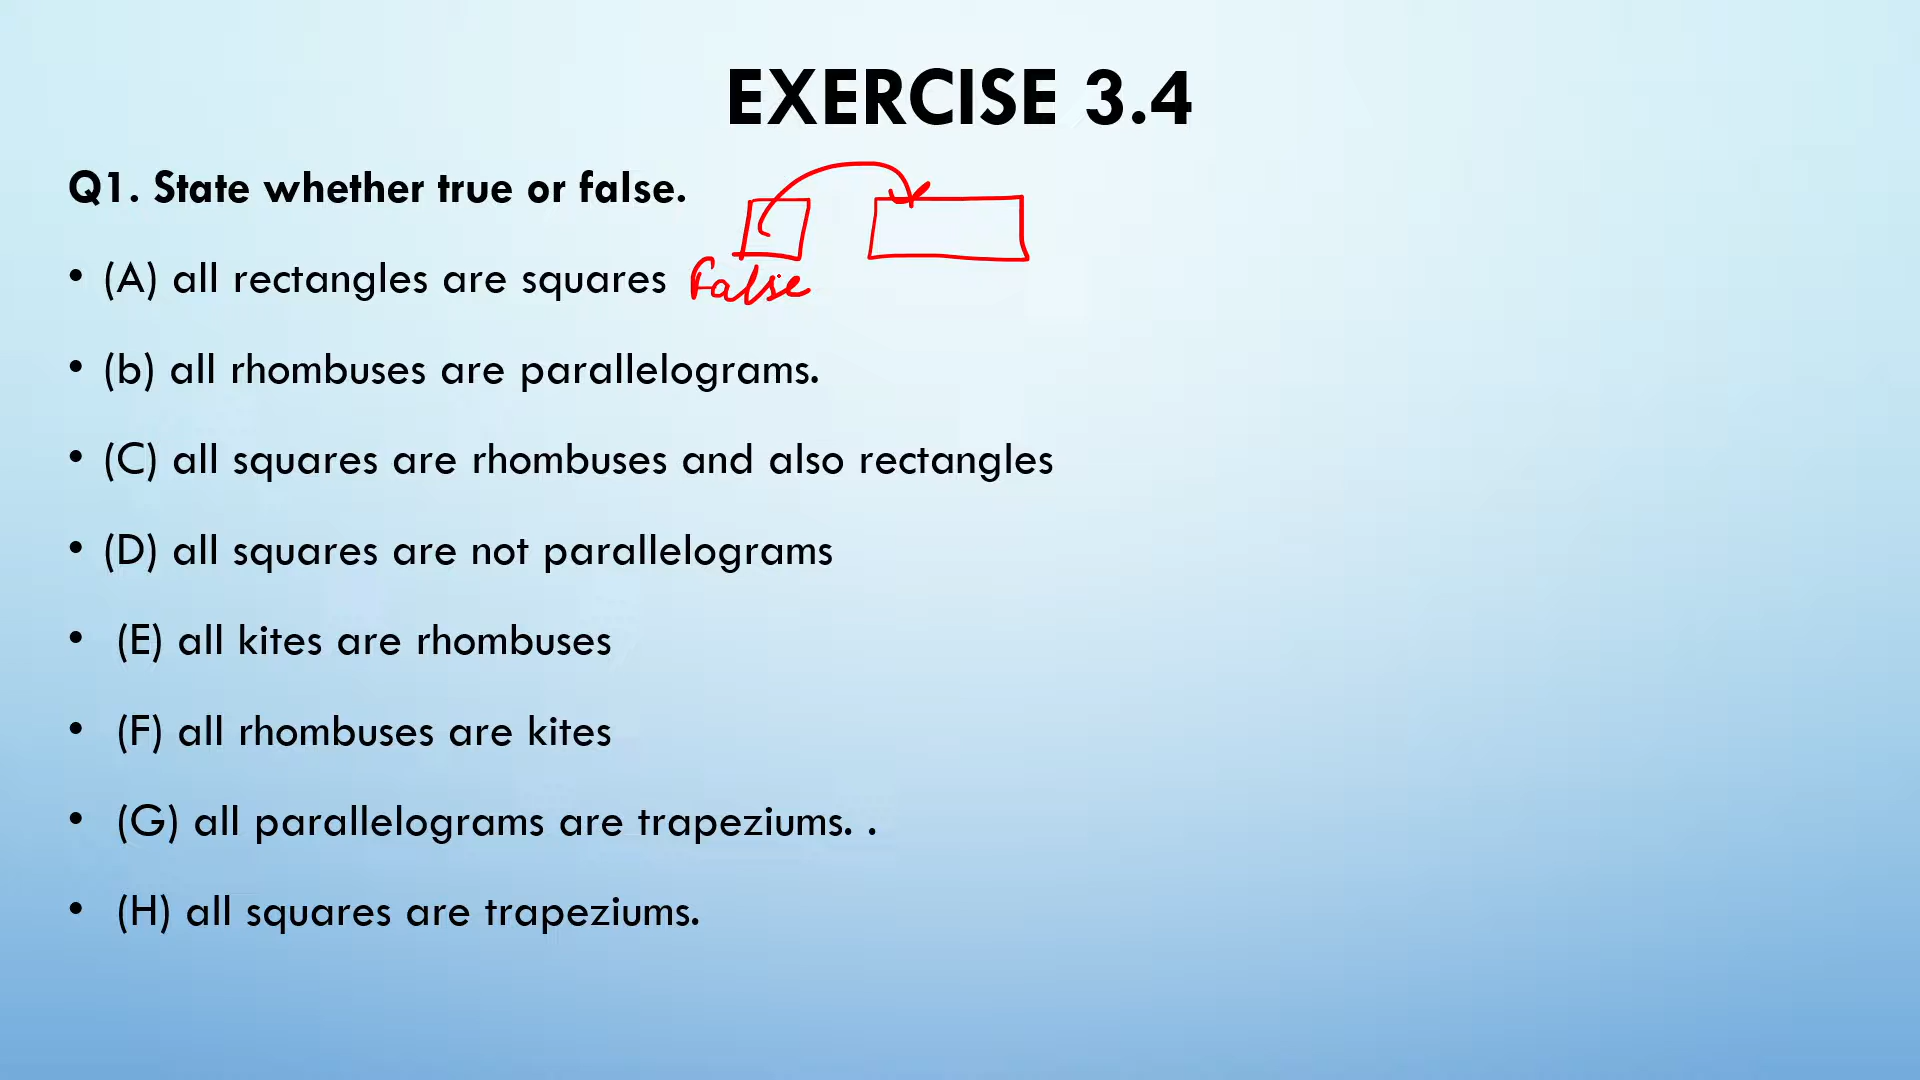 EXERCISE 3.4
Q1. State whether true or false.
• (A) all rectangles are squares False
• (b) all rhombuses are parallelograms.
• (C) all squares are rhombuses and also rectangles
• (D) all squares are not parallelograms
• (E) all kites are rhombuses
• (F) all rhombuses are kites
• (G) all parallelograms are trapeziums. .
• (H) all squares are trapeziums.